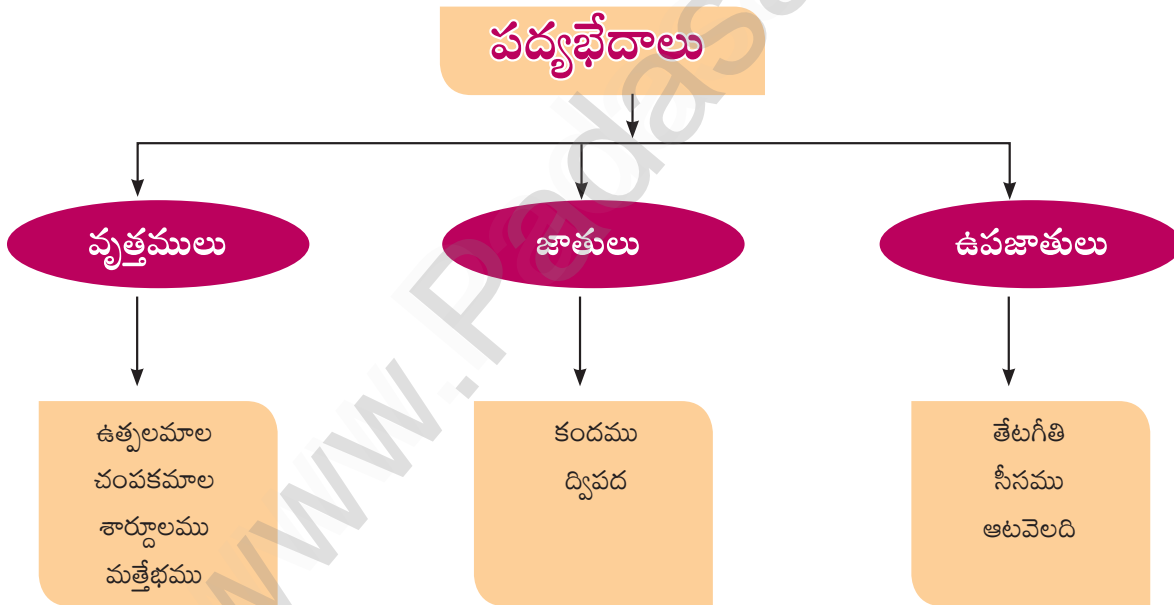 పద్యభేదాలు
వృత్తములు
జాతులు
ఉపజాతులు
ఉత్పలమాల
చంపకమాల
శార్దూలము
మత్తేభము
కందము
ద్విపద
తేటగీతి
సీసము
ఆటవెలది
www.Padasa